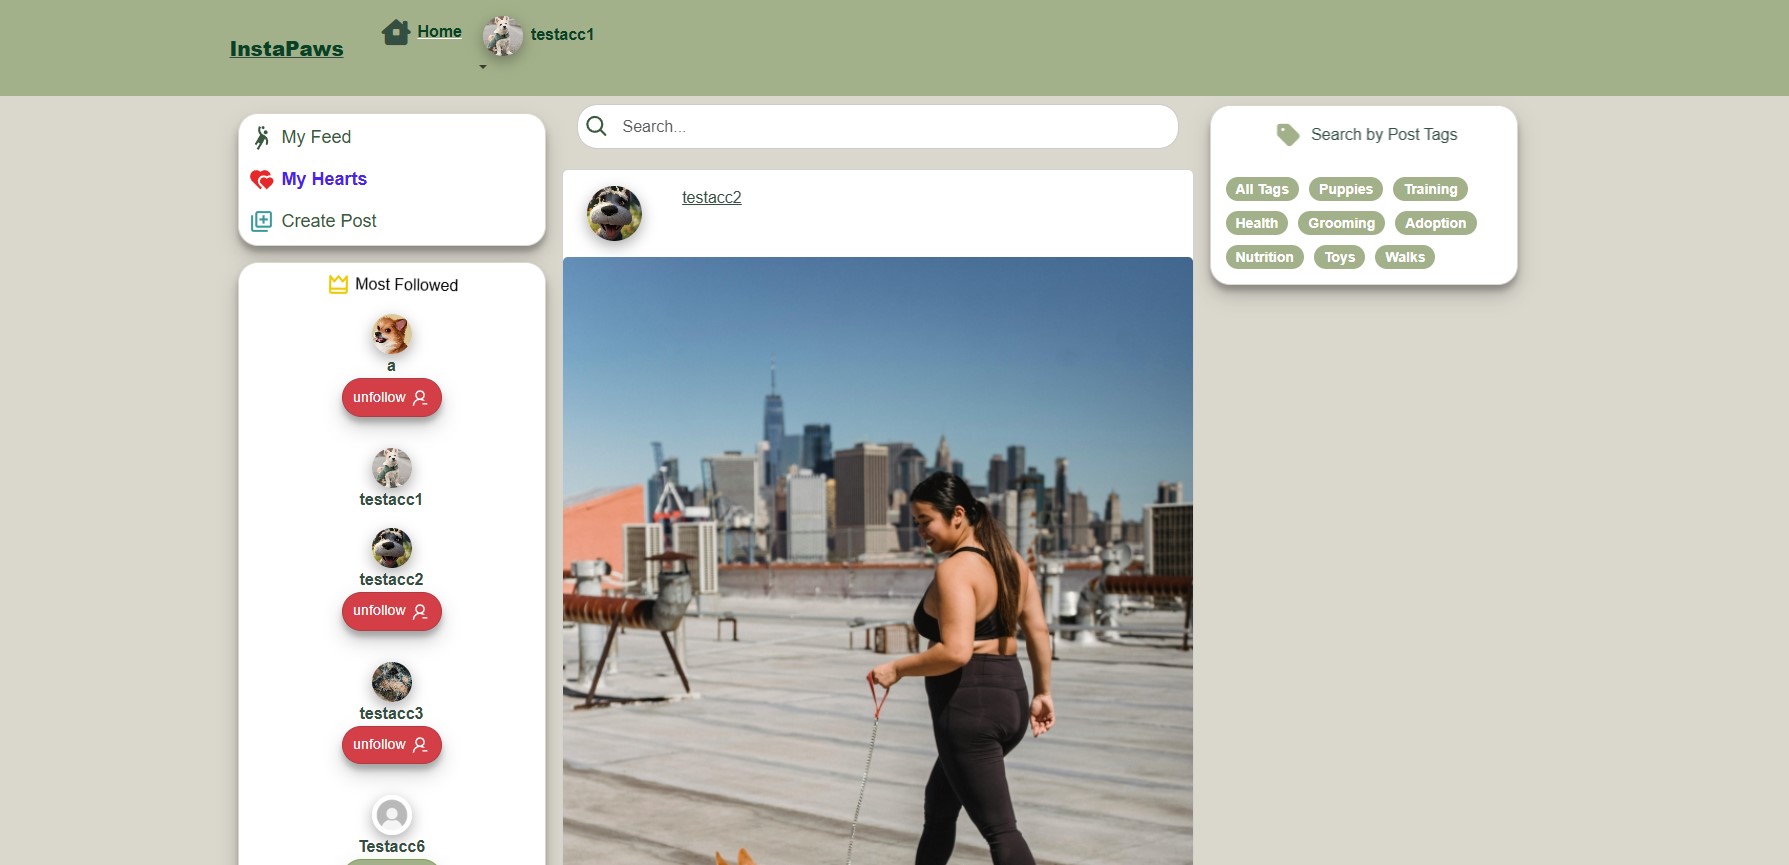 InstaPaws
Home
testacc1
My Feed
My Hearts
Create Post
Most Followed
a
unfollow
testacc1
testacc2
unfollow
testacc3
unfollow
Testacc6
Search...
testacc2
Search by Post Tags
All Tags Puppies Training
Health Grooming Adoption
Nutrition Toys Walks